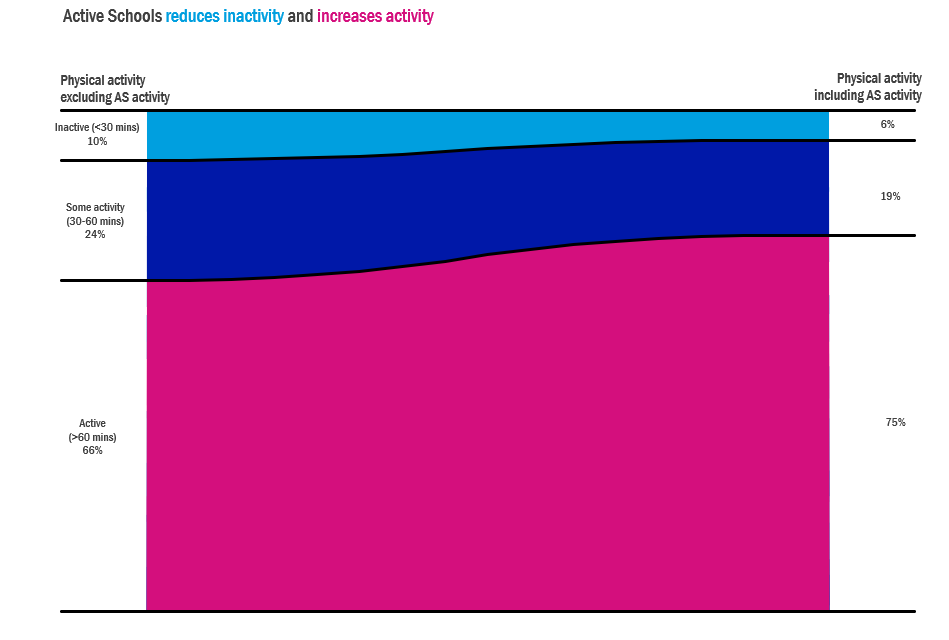 Active Schools reduces inactivity and increases activity
Physical activity
excluding AS activity
Physical activity
including AS activity
Inactive (<30 mins)
10%
6%
Some activity
(30-60 mins)
24%
19%
Active
(>60 mins)
66%
75%